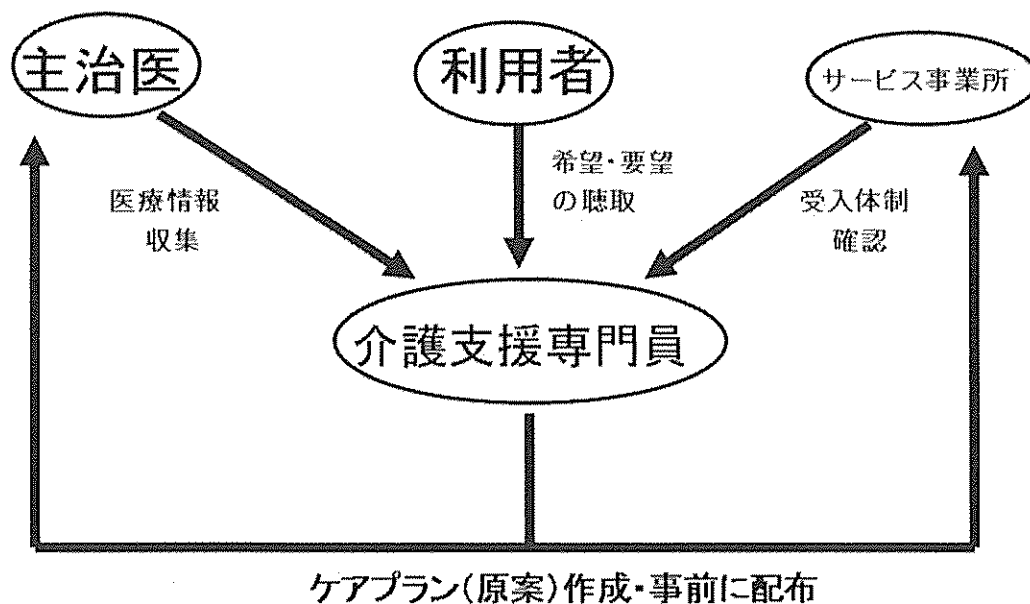 主治医
利用者
サービス事業所
医療情報
収集
希望・要望
の聴取
受入体制
確認
介護支援専門員
ケアプラン(原案)作成・事前に配布